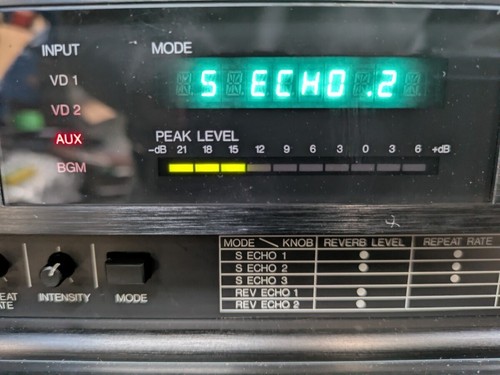 INPUT
MODE
VD 1
S ECHO.2
VD 2
AUX
PEAK LEVEL
-dB 21 18 15 12 9 6 3 0 3 6 +dB
BGM
MODE KNOB REVERB LEVEL REPEAT RATE
S ECHO 1
S ECHO 2
S ECHO 3
REV ECHO 1
REV ECHO 2
INTENSITY
MODE